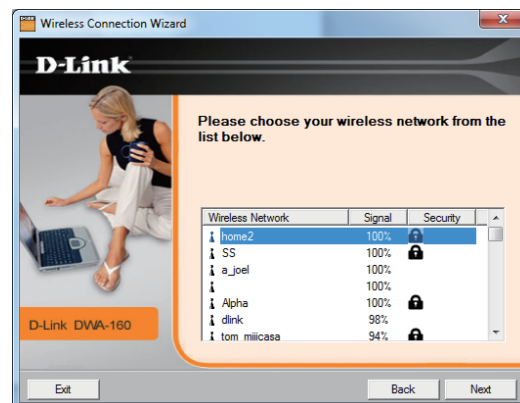 Wireless Connection Wizard
D-Link
Please choose your wireless network from the
list below.
Wireless Network Signal Security
home2 100%
SS 100%
a_joel 100%
100%
Alpha 100%
dlink 98%
tom_miicasa 94%
D-Link DWA-160
Exit Back Next